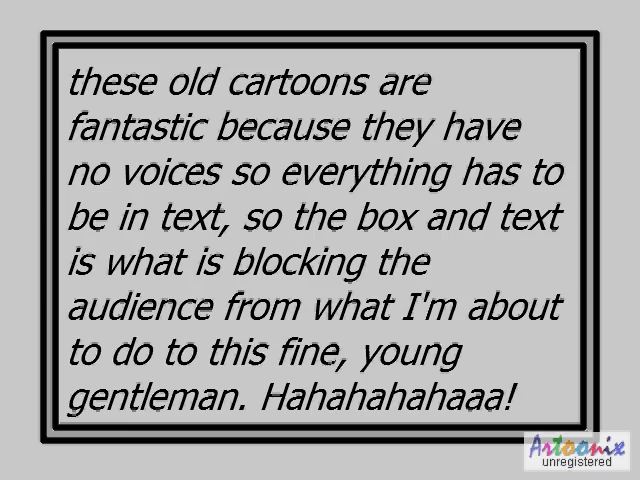 these old cartoons are
fantastic because they have
no voices so everything has to
be in text, so the box and text
is what is blocking the
audience from what I'm about
to do to this fine, young
gentleman. Hahahahahaaa!
Artoonix
unregistered